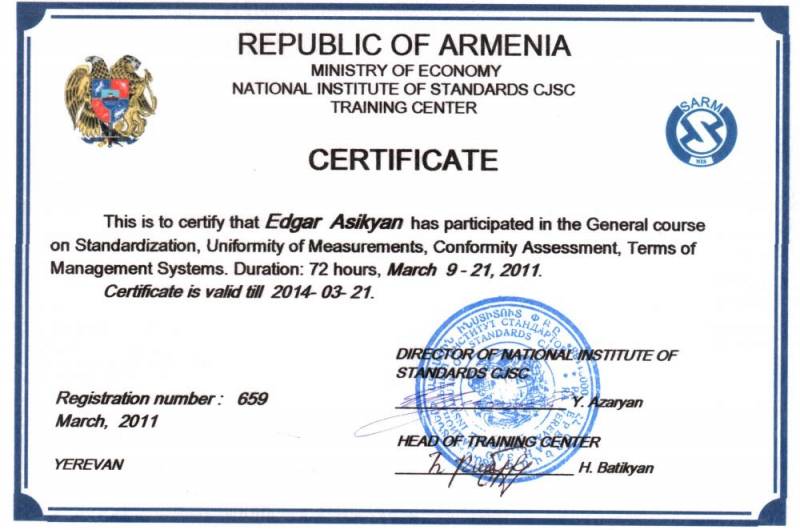 REPUBLIC OF ARMENIA
MINISTRY OF ECONOMY
NATIONAL INSTITUTE OF STANDARDS CJSC
TRAINING CENTER
SARM
CERTIFICATE
This is to certify that Edgar Asikyan has participated in the General course
on Standardization, Uniformity of Measurements, Conformity Assessment, Terms of
Management Systems. Duration: 72 hours, March 9 - 21, 2011.
Certificate is valid till 2014- 03- 21.
DIRECTOR OF NATIONAL INSTITUTE OF
STANDARDS CJSC
Registration number : 659
Y. Azaryan
March, 2011
HEAD OF TRAINING CENTER
YEREVAN
H. Batikyan